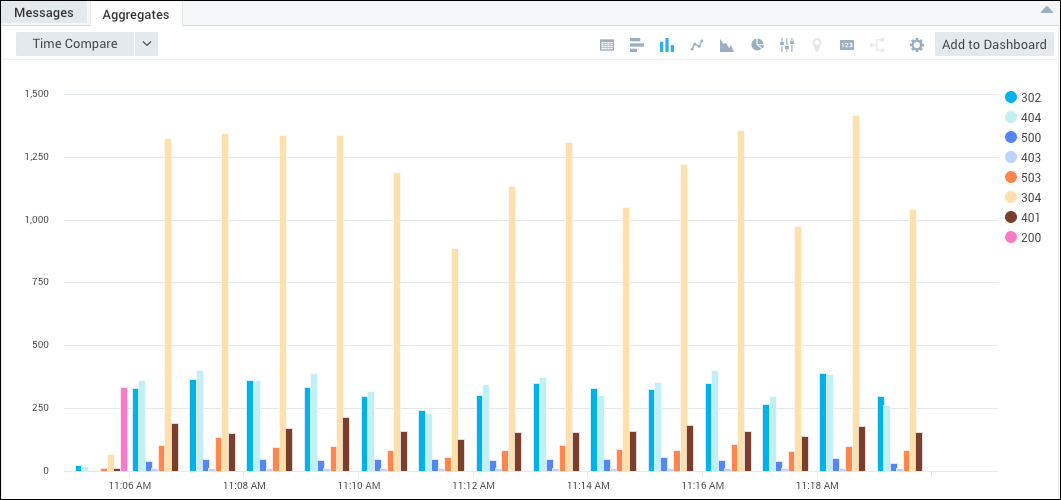 Messages
Aggregates
Time Compare
123
Add to Dashboard
1,500
1,250
1,000
750
500
250
0
11:06 AM
11:08 AM
11:10 AM
11:12 AM
11:14 AM
11:16 AM
11:18 AM
302
404
500
403
503
304
401
200